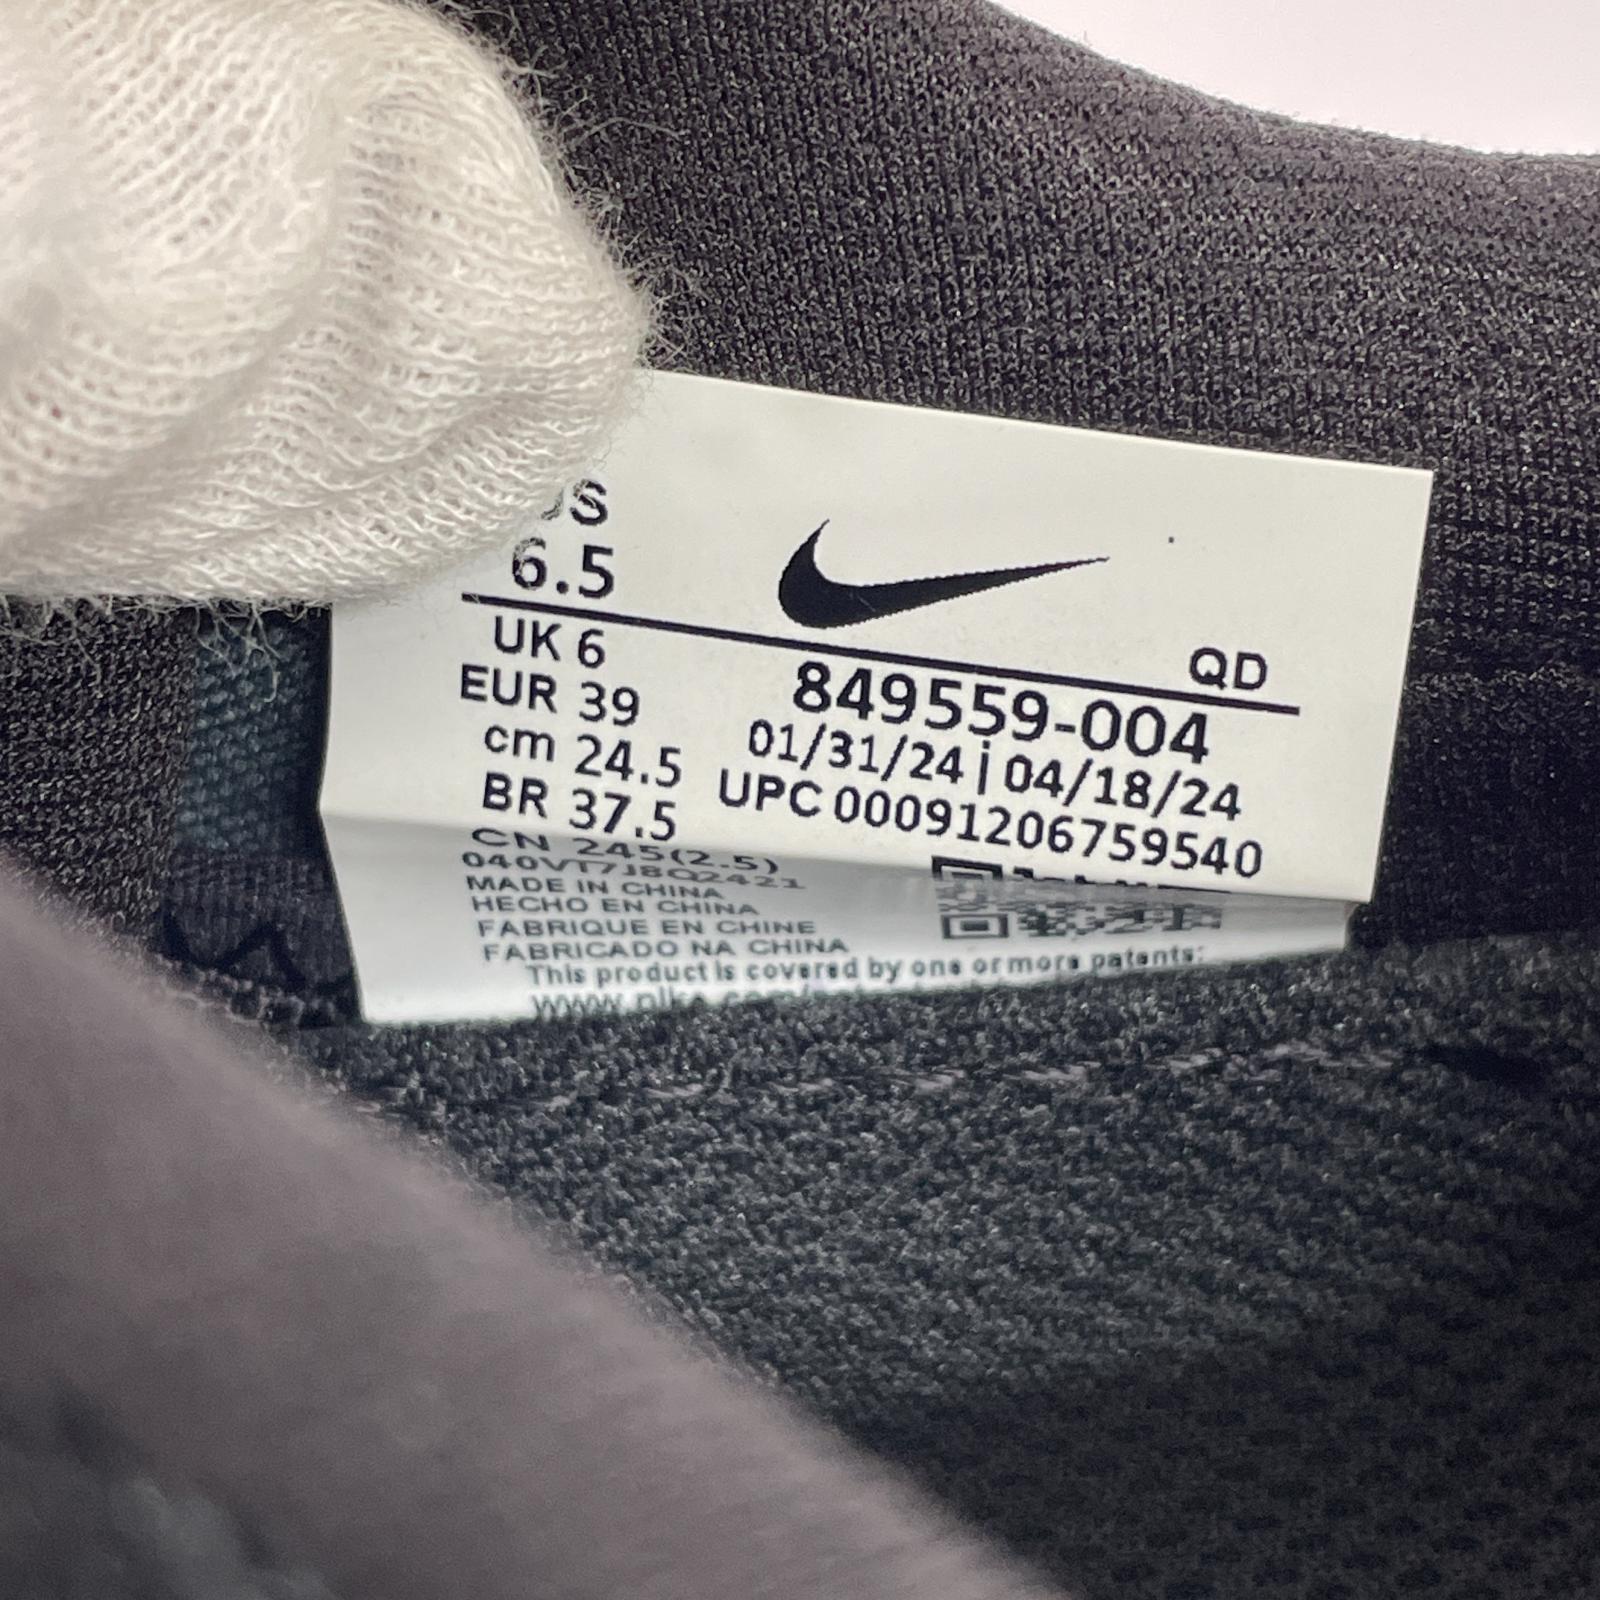 6.5
UK 6
EUR 39
cm 24.5
BR 37.5
CN 245(2.5)
040VT7J8Q2421
MADE IN CHINA
HECHO EN CHINA
FABRIQUE EN CHINE
FABRICADO NA CHINA
QD
849559-004
01/31/24 | 04/18/24
UPC 00091206759540
This product is covered by one or more patents: